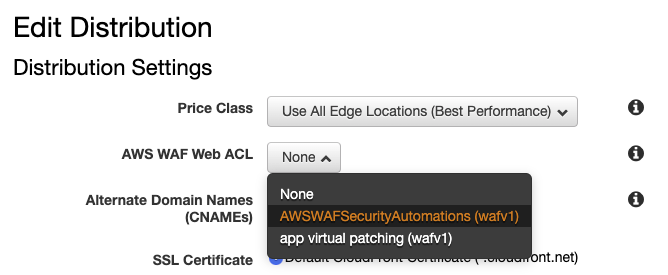 Edit Distribution
Distribution Settings
Price Class
Use All Edge Locations (Best Performance)
AWS WAF Web ACL
None
None
Alternate Domain Names
(CNAMEs)
AWSWAFSecurityAutomations (wafv1)
app virtual patching (wafv1)
SSL Certificate
Default CloudFront Certificate (*.cloudfront.net)